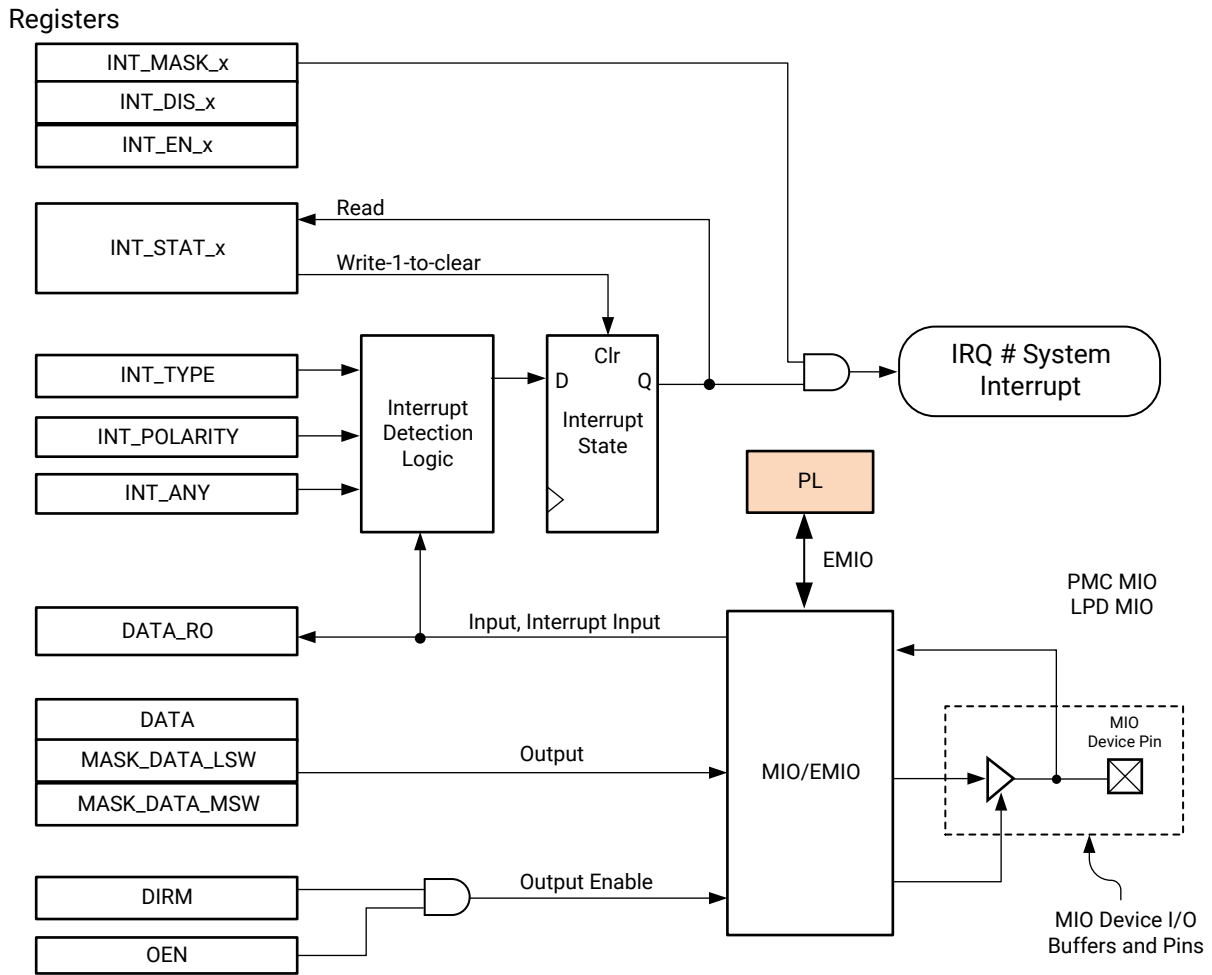 Registers
INT_MASK_x
INT_DIS_x
INT_EN_x
Read
INT_STAT_x
Write-1-to-clear
INT_TYPE
INT_POLARITY
INT_ANY
Interrupt
Detection
Logic
Clr
D
Q
Interrupt
State
IRQ # System
Interrupt
PL
EMIO
PMC MIO
LPD MIO
DATA_RO
Input, Interrupt Input
DATA
MASK_DATA_LSW
MASK_DATA_MSW
Output
MIO/EMIO
MIO
Device Pin
DIRM
OEN
Output Enable
MIO Device I/O
Buffers and Pins